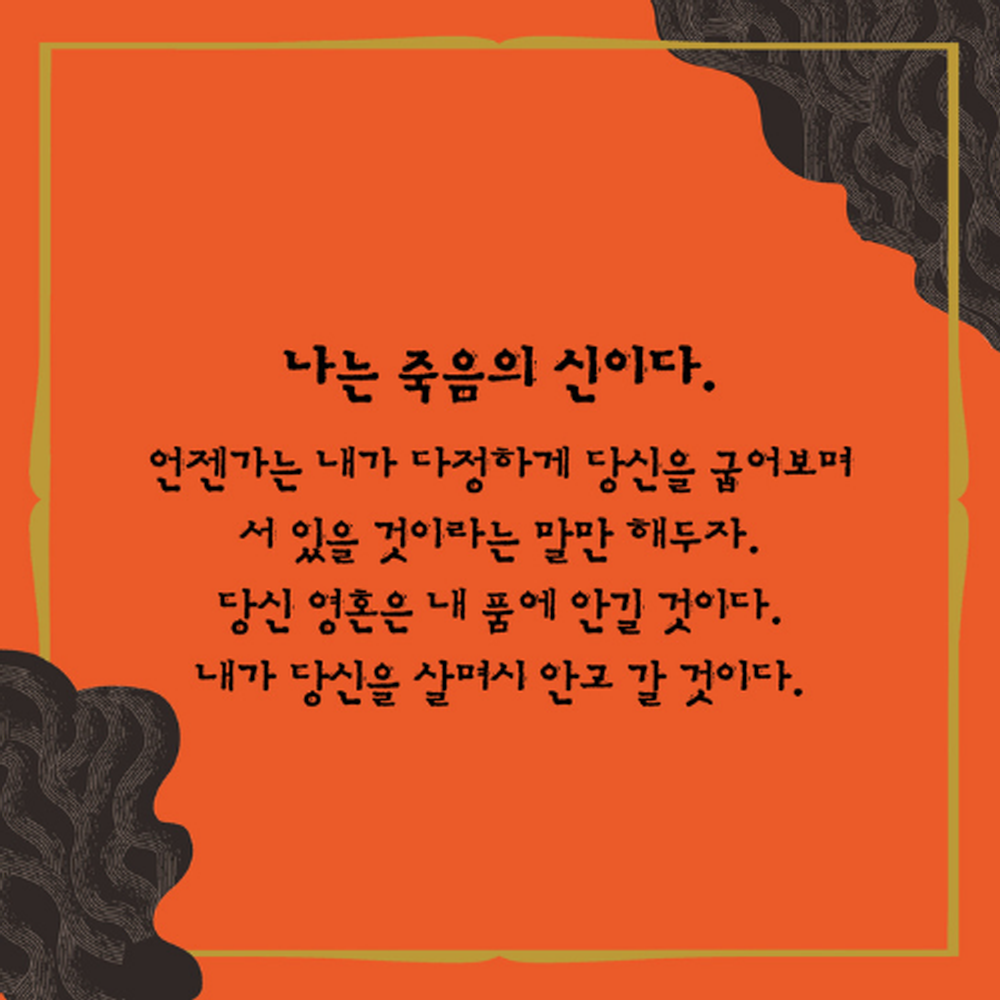 나는 죽음의 신이다.
언젠가는 내가 다정하게 당신을 굽어보며
서 있을 것이라는 말만 해두자.
당신 영혼은 내 품에 안길 것이다.
내가 당신을 살며시 안고 갈 것이다.